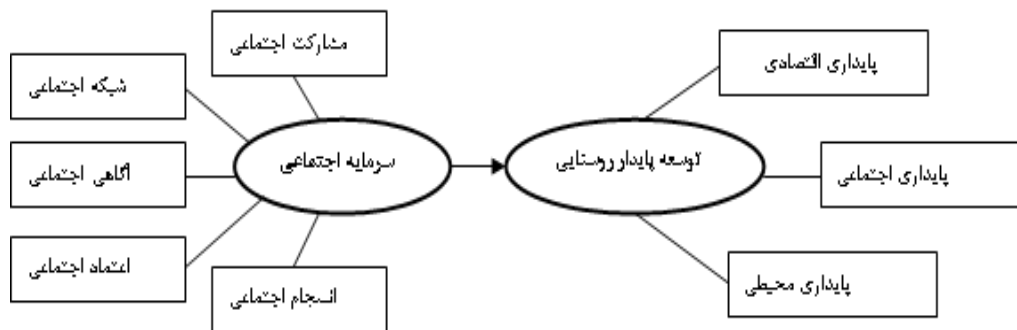 مشارکت اجتماعی
شبکه اجتماعی
آگاهی اجتماعی
اعتماد اجتماعی
انسجام اجتماعی
سرمایه اجتماعی
توسعه پایدار روستایی
پایداری اقتصادی
پایداری اجتماعی
پایداری محیطی